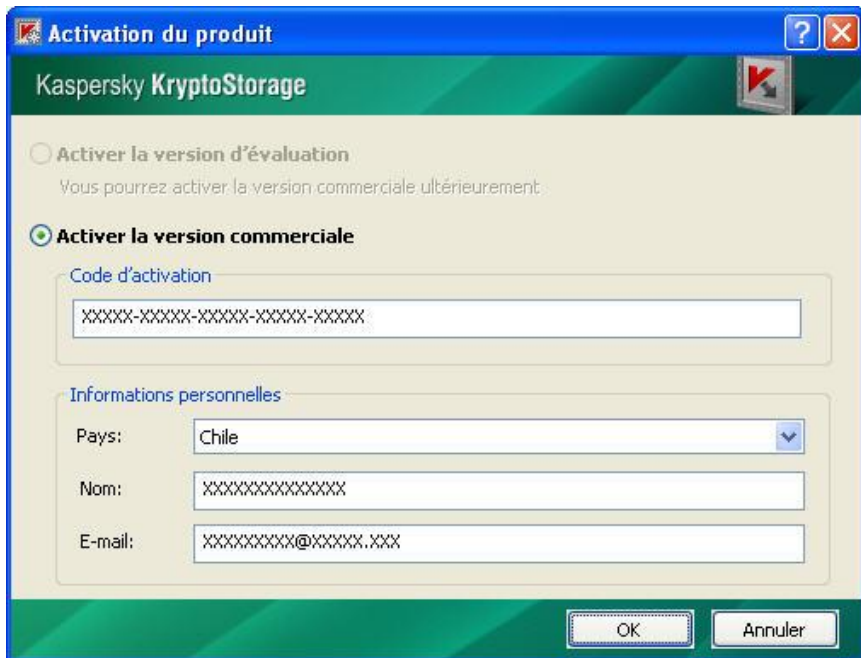 Activation du produit
Kaspersky KryptoStorage
Activer la version d'évaluation
Vous pourrez activer la version commerciale ultérieurement
Activer la version commerciale
Code d'activation
XXXXX-XXXXX-XXXXX-XXXXX-XXXXX
Informations personnelles
Pays: Chile
Nom: XXXXXXXXXXXXXX
E-mail: XXXXXXXXX@XXXXX.XXX
OK Annuler